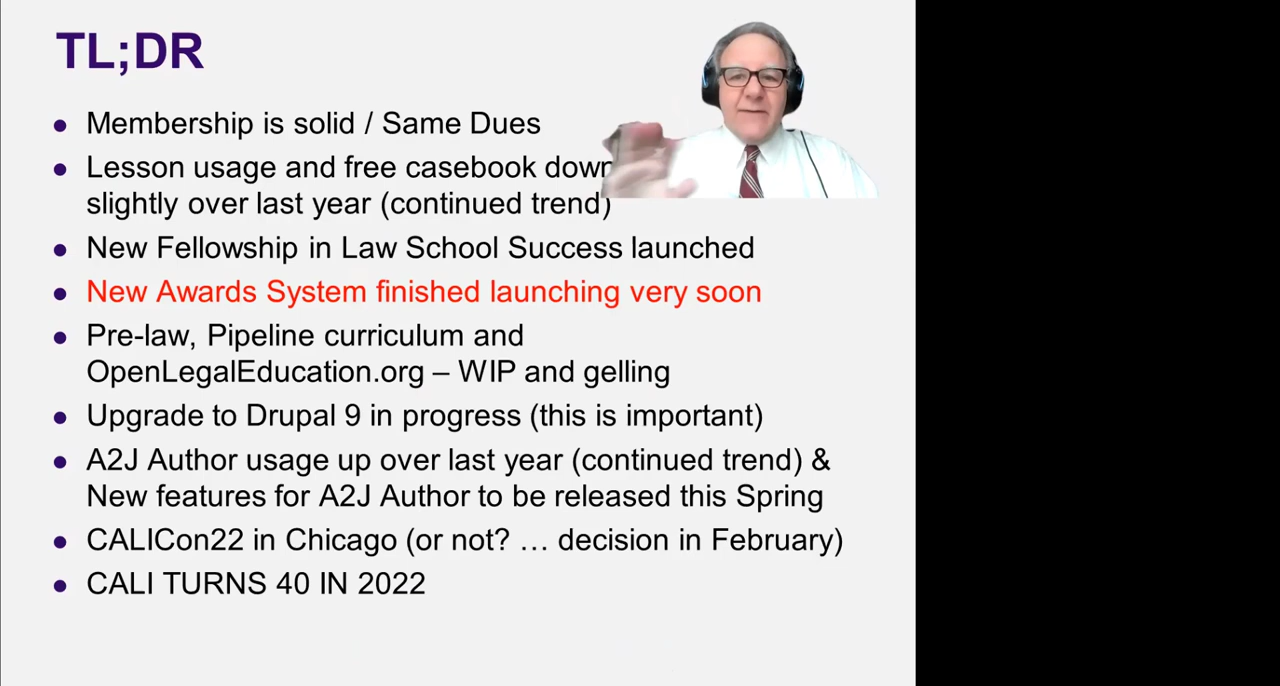 TL;DR
Membership is solid / Same Dues
Lesson usage and free casebook down
slightly over last year (continued trend)
New Fellowship in Law School Success launched
New Awards System finished launching very soon
Pre-law, Pipeline curriculum and
OpenLegalEducation.org – WIP and gelling
Upgrade to Drupal 9 in progress (this is important)
A2J Author usage up over last year (continued trend) &
New features for A2J Author to be released this Spring
CALICon22 in Chicago (or not? … decision in February)
CALI TURNS 40 IN 2022